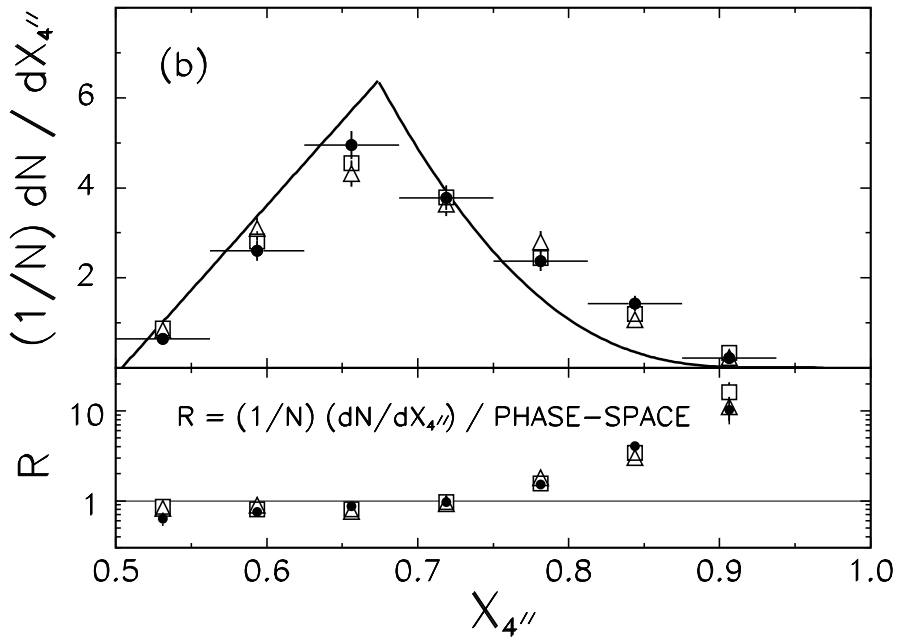 (b)
(1/N) dN / dX4''
6
4
2
R = (1/N) (dN/dX4'') / PHASE-SPACE
R
10
1
0.5 0.6 0.7 0.8 0.9 1.0
X4''